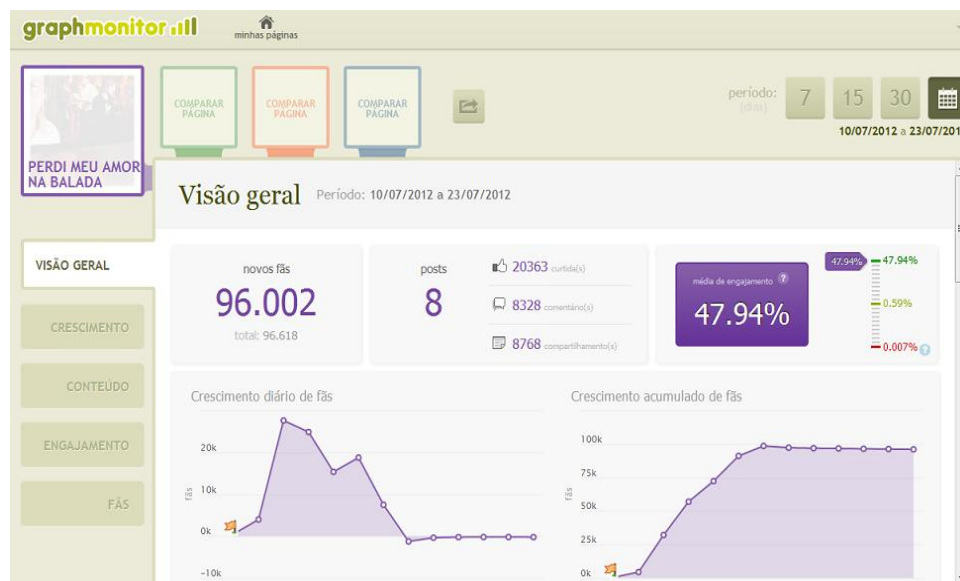 graphmonitor
minhas páginas
COMPARAR
PÁGINA
COMPARAR
PÁGINA
COMPARAR
PÁGINA
período:
(dias)
7
15
30
10/07/2012 a 23/07/201
PERDI MEU AMOR
NA BALADA
Visão geral
Período: 10/07/2012 a 23/07/2012
VISÃO GERAL
CRESCIMENTO
CONTEÚDO
ENGAJAMENTO
FÃS
novos fãs
96.002
total: 96.618
posts
8
20363 curtida(s)
8328 comentário(s)
8768 compartilhamento(s)
média de engajamento ?
47.94%
47.94%
47.94%
0.59%
0.007% ?
Crescimento diário de fãs
20k
10k
0k
-10k
fãs
Crescimento acumulado de fãs
100k
75k
50k
25k
0k
fãs